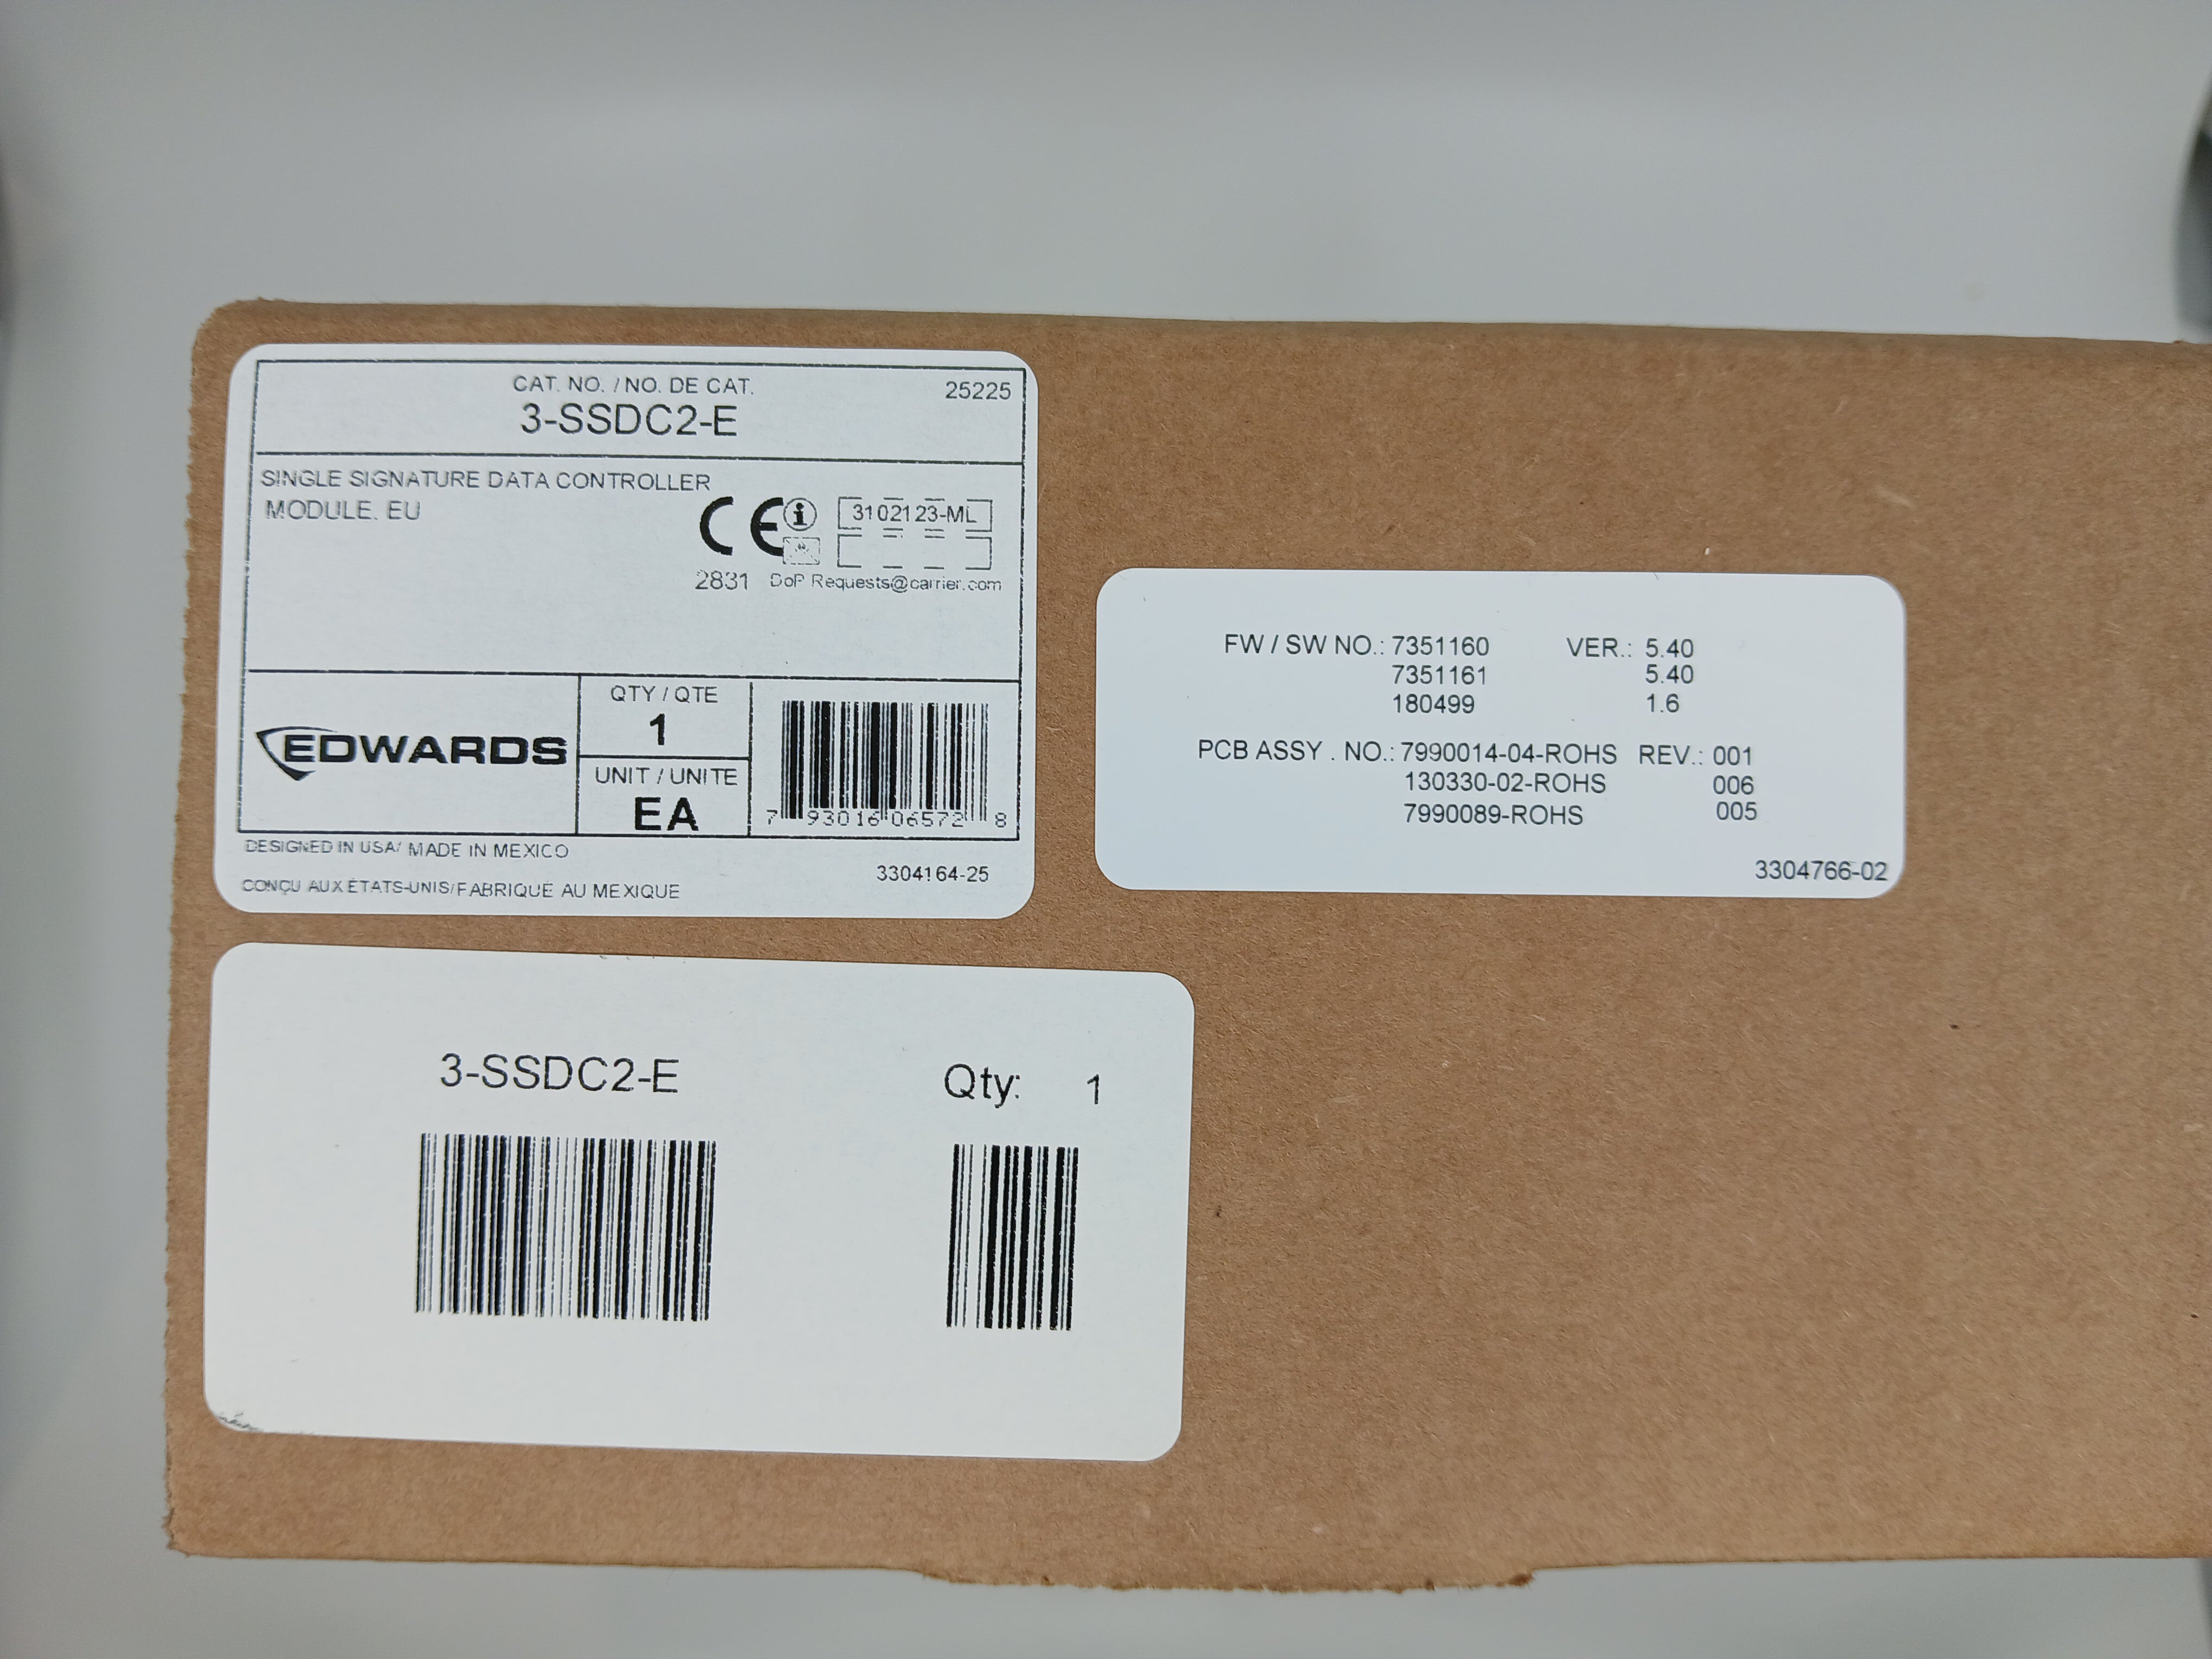 CAT. NO. / NO. DE CAT. 25225
3-SSDC2-E
SINGLE SIGNATURE DATA CONTROLLER
MODULE, EU
CE
3102123-ML
2831 DoP Requests@carrier.com
EDWARDS
QTY / QTE
1
UNIT / UNITE
EA
7 93016 06572 8
DESIGNED IN USA/ MADE IN MEXICO
3304164-25
CONÇU AUX ÉTATS-UNIS/FABRIQUÉ AU MEXIQUE
FW / SW NO.: 7351160 VER.: 5.40
7351161 5.40
180499 1.6
PCB ASSY . NO.: 7990014-04-ROHS REV.: 001
130330-02-ROHS 006
7990089-ROHS 005
3304766-02
3-SSDC2-E Qty: 1